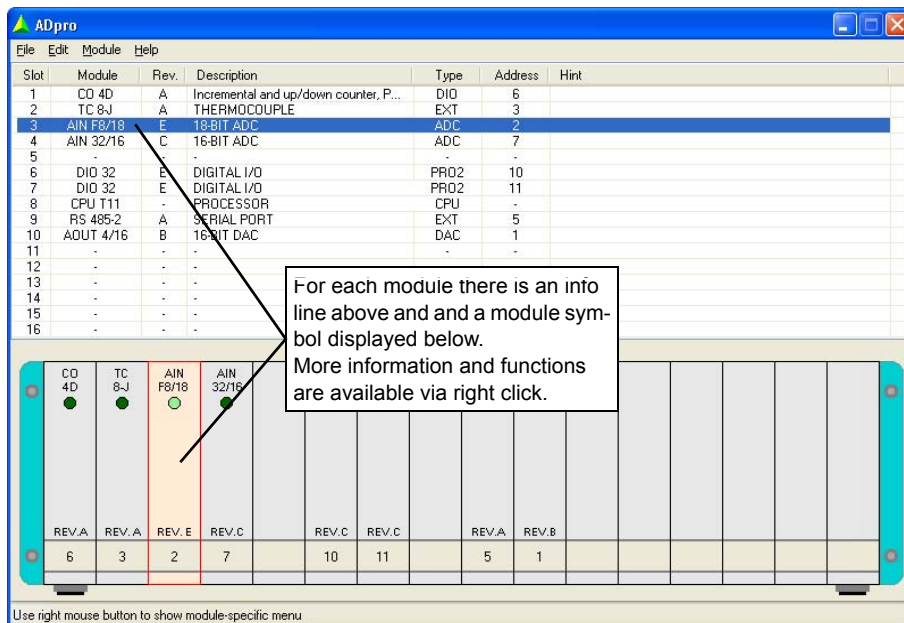 ADpro
File Edit Module Help
Slot Module Rev. Description Type Address Hint
1 CO 4D A Incremental and up/down counter, P... DIO 6
2 TC 8-J A THERMOCOUPLE EXT 3
3 AIN F8/18 E 18-BIT ADC ADC 2
4 AIN 32/16 C 16-BIT ADC ADC 7
5 - - - - -
6 DIO 32 E DIGITAL I/O PRO2 10
7 DIO 32 E DIGITAL I/O PRO2 11
8 CPU T11 - PROCESSOR CPU -
9 RS 485-2 A SERIAL PORT EXT 5
10 AOUT 4/16 B 16-BIT DAC DAC 1
11 - - - - -
12 - - -
13 - - -
14 - - -
15 - - -
16 - - -
For each module there is an info
line above and and a module sym-
bol displayed below.
More information and functions
are available via right click.
CO TC AIN AIN
4D 8-J F8/18 32/16
REV.A REV.A REV.E REV.C REV.C REV.C REV.A REV.B
6 3 2 7 10 11 5 1
Use right mouse button to show module-specific menu